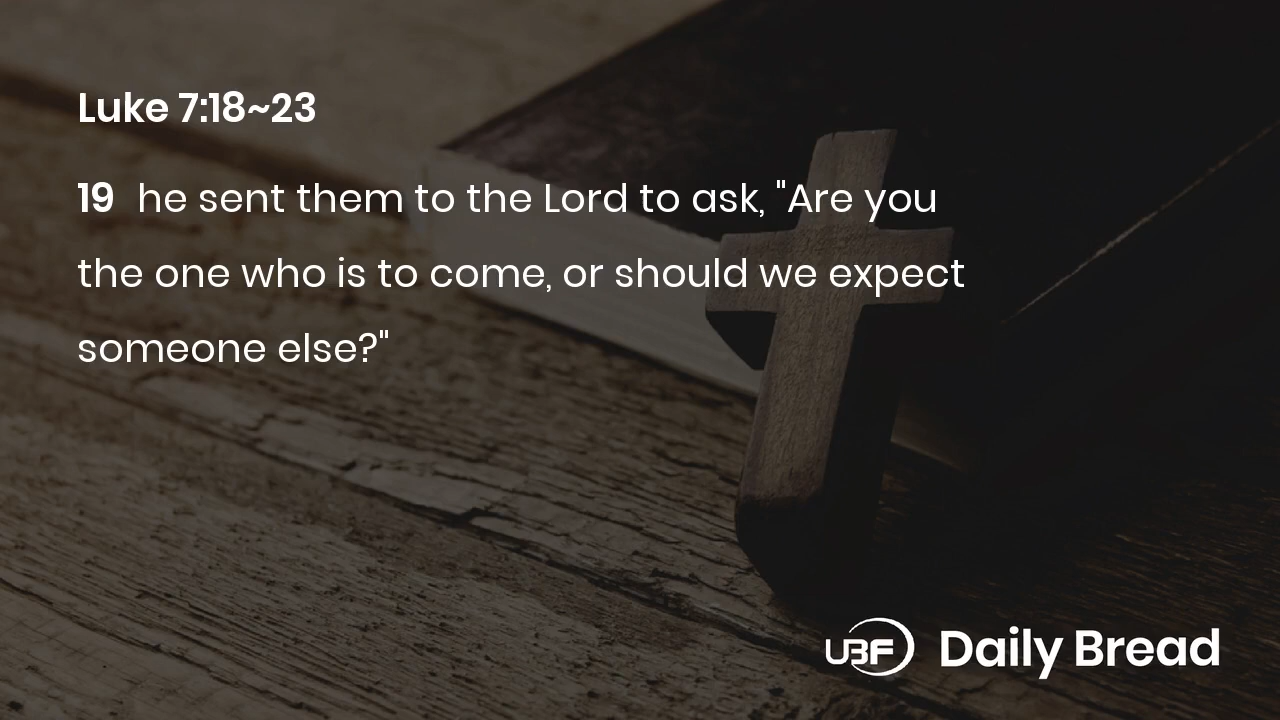 Luke 7:18~23
19 he sent them to the Lord to ask, "Are you
the one who is to come, or should we expect
someone else?"
UBF Daily Bread